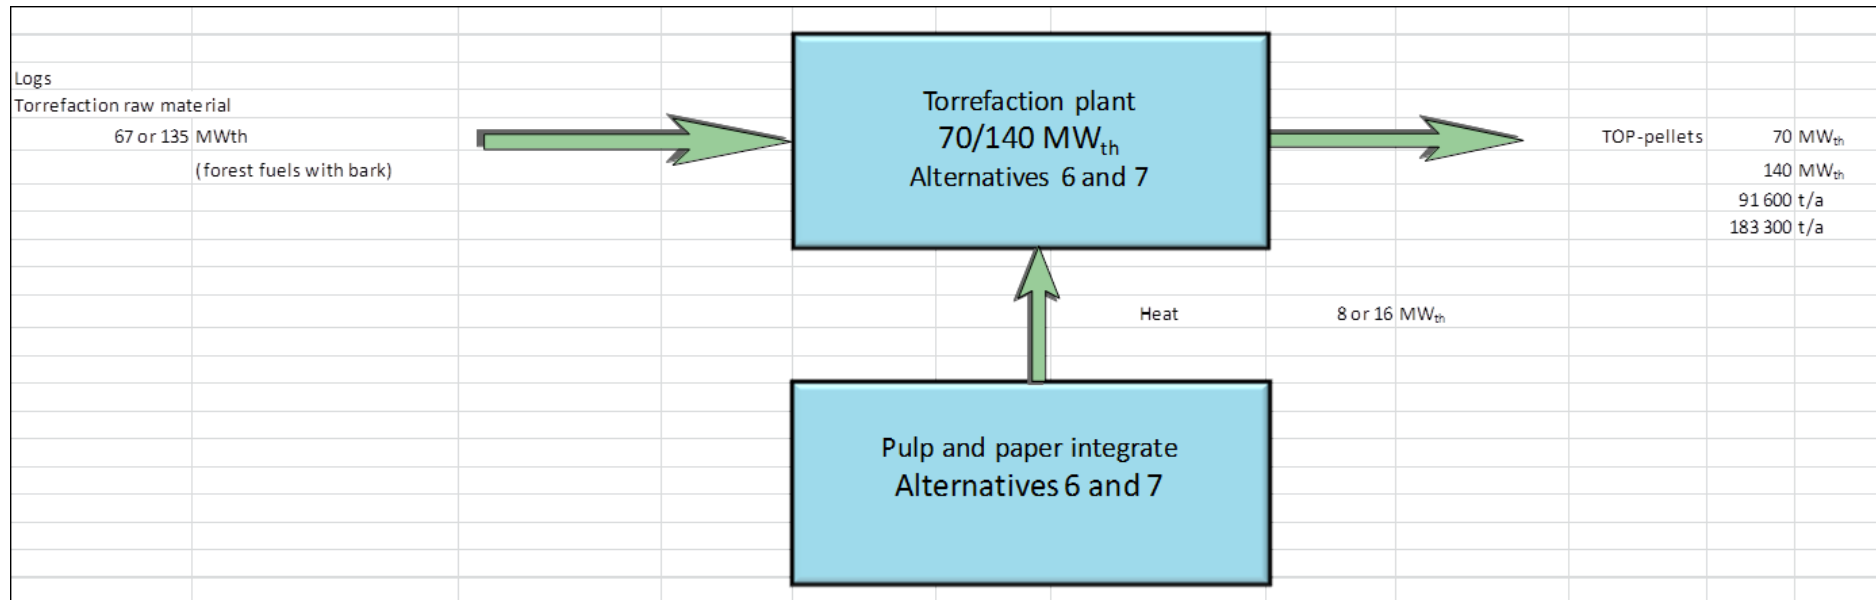 Logs
Torrefaction raw material
67 or 135 MWth
(forest fuels with bark)
Torrefaction plant
70/140 MWth
Alternatives 6 and 7
TOP-pellets 70 MWth
140 MWth
91 600 t/a
183 300 t/a
Heat 8 or 16 MWth
Pulp and paper integrate
Alternatives 6 and 7